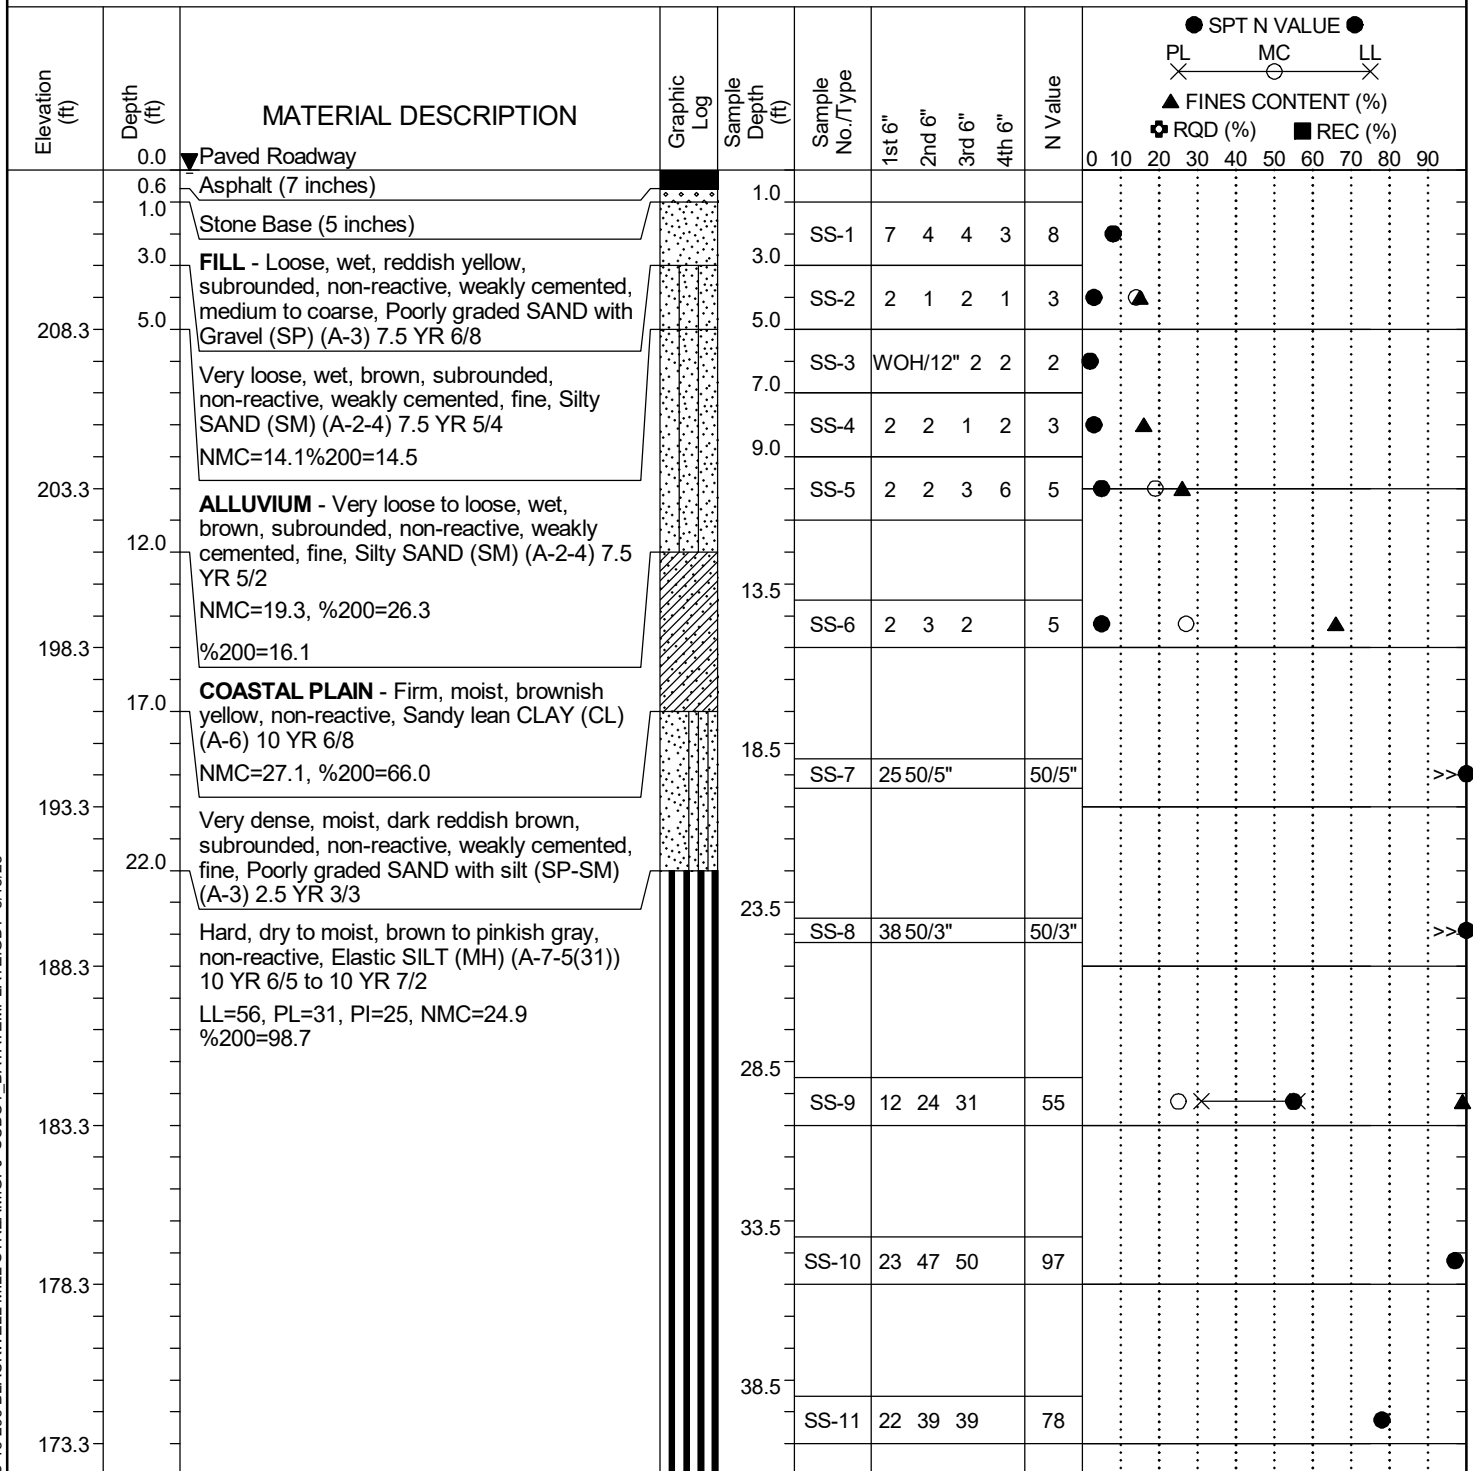 ● SPT N VALUE ●
PL MC LL
▲ FINES CONTENT (%)
RQD (%) ■ REC (%)
0 10 20 30 40 50 60 70 80 90
Elevation (ft)
Depth (ft)
MATERIAL DESCRIPTION
Graphic Log
Sample Depth (ft)
Sample No./Type
1st 6"
2nd 6"
3rd 6"
4th 6"
N Value
0.0 Paved Roadway
0.6 Asphalt (7 inches)
1.0 Stone Base (5 inches)
3.0 FILL - Loose, wet, reddish yellow,
subrounded, non-reactive, weakly cemented,
medium to coarse, Poorly graded SAND with
Gravel (SP) (A-3) 7.5 YR 6/8
5.0
Very loose, wet, brown, subrounded,
non-reactive, weakly cemented, fine, Silty
SAND (SM) (A-2-4) 7.5 YR 5/4
NMC=14.1%200=14.5
ALLUVIUM - Very loose to loose, wet,
brown, subrounded, non-reactive, weakly
12.0 cemented, fine, Silty SAND (SM) (A-2-4) 7.5
YR 5/2
NMC=19.3, %200=26.3
%200=16.1
COASTAL PLAIN - Firm, moist, brownish
17.0 yellow, non-reactive, Sandy lean CLAY (CL)
(A-6) 10 YR 6/8
NMC=27.1, %200=66.0
Very dense, moist, dark reddish brown,
subrounded, non-reactive, weakly cemented,
22.0 fine, Poorly graded SAND with silt (SP-SM)
(A-3) 2.5 YR 3/3
Hard, dry to moist, brown to pinkish gray,
non-reactive, Elastic SILT (MH) (A-7-5(31))
10 YR 6/5 to 10 YR 7/2
LL=56, PL=31, PI=25, NMC=24.9
%200=98.7
208.3
203.3
198.3
193.3
188.3
183.3
178.3
173.3
1.0
SS-1 7 4 4 3 8
3.0
SS-2 2 1 2 1 3
5.0
SS-3 WOH/12" 2 2 2
7.0
SS-4 2 2 1 2 3
9.0
SS-5 2 2 3 6 5
13.5
SS-6 2 3 2 5
18.5
SS-7 25 50/5" 50/5" >>
23.5
SS-8 38 50/3" 50/3" >>
28.5
SS-9 12 24 31 55
33.5
SS-10 23 47 50 97
38.5
SS-11 22 39 39 78